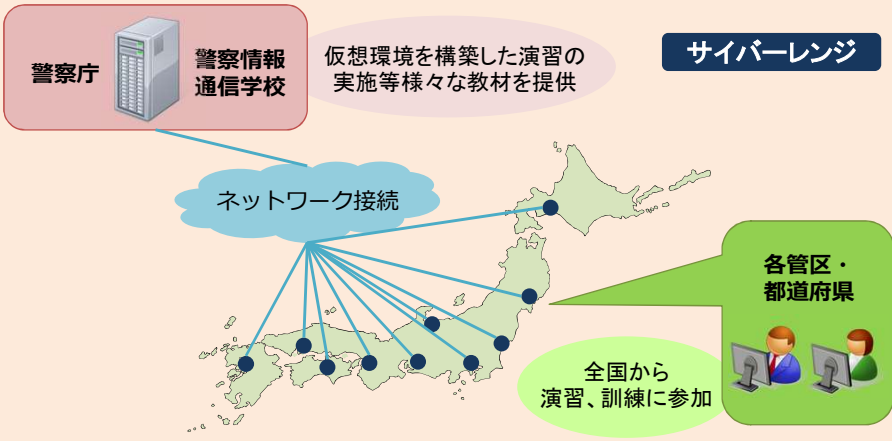 警察庁
警察情報
通信学校
仮想環境を構築した演習の
実施等様々な教材を提供
サイバーレンジ
ネットワーク接続
各管区・
都道府県
全国から
演習、訓練に参加